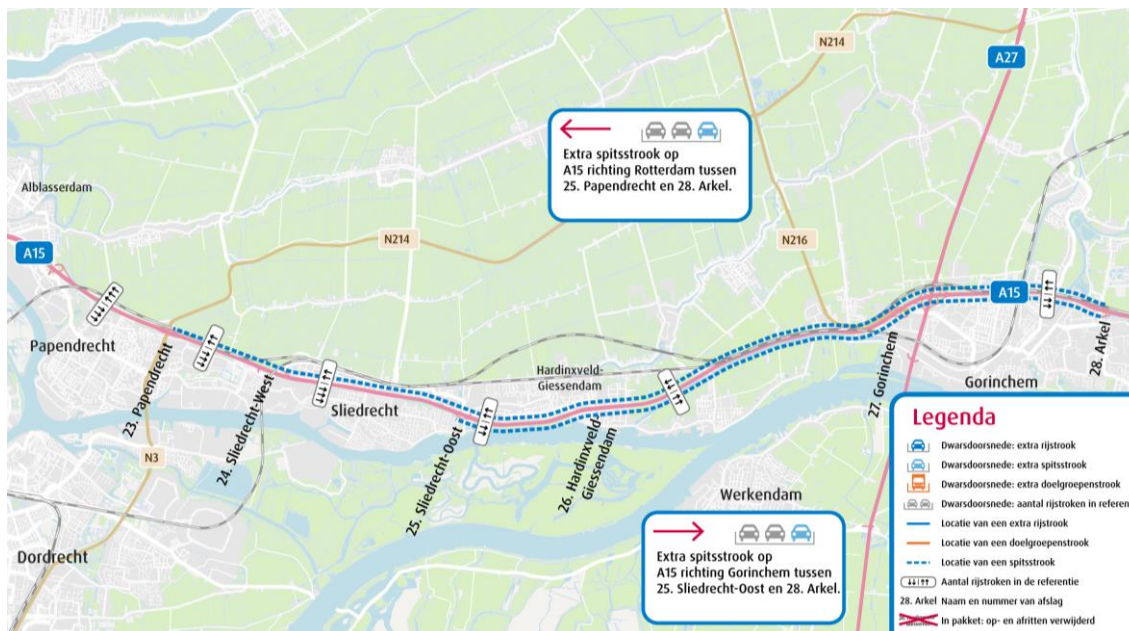 N214
A27
Extra spitsstrook op
A15 richting Rotterdam tussen
25. Papendrecht en 28. Arkel.
Alblasserdam
A15
N214
N216
A15
Papendrecht
23. Papendrecht
24. Sliedrecht-West
Sliedrecht
25. Sliedrecht-Oost
Hardinxveld-
Giessendam
26. Hardinxveld-
Giessendam
27. Gorinchem
Gorinchem
28. Arkel
N3
Dordrecht
Werkendam
Extra spitsstrook op
A15 richting Gorinchem tussen
25. Sliedrecht-Oost en 28. Arkel.
Legenda
Dwarsdoorsnede: extra rijstrook
Dwarsdoorsnede: extra spitsstrook
Dwarsdoorsnede: extra doelgroepenstrook
Dwarsdoorsnede: aantal rijstroken in referen
Locatie van een extra rijstrook
Locatie van een doelgroepenstrook
Locatie van een spitsstrook
Aantal rijstroken in de referentie
28. Arkel Naam en nummer van afslag
In pakket: op- en afritten verwijderd